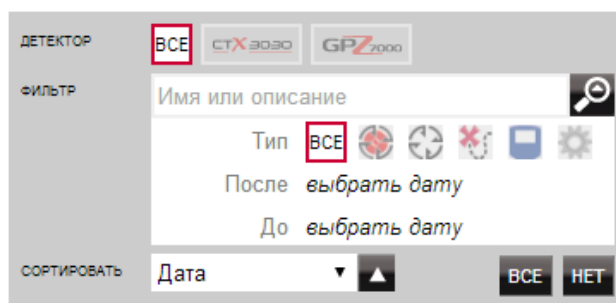 ДЕТЕКТОР ВСЕ CTX 3030 GPZ 7000
ФИЛЬТР Имя или описание
Тип ВСЕ
После выбрать дату
До выбрать дату
СОРТИРОВАТЬ Дата ВСЕ НЕТ